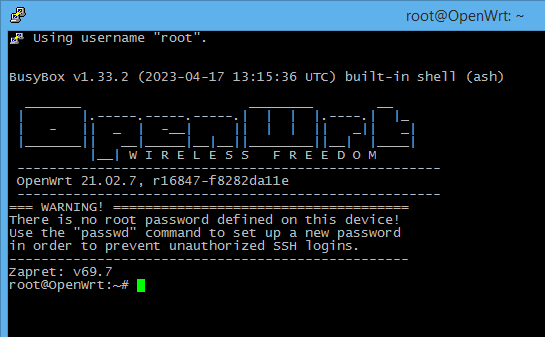 root@OpenWrt: ~
Using username "root".
BusyBox v1.33.2 (2023-04-17 13:15:36 UTC) built-in shell (ash)
OpenWrt
W I R E L E S S   F R E E D O M
-----------------------------------------------------
OpenWrt 21.02.7, r16847-f8282da11e
-----------------------------------------------------
=== WARNING! =====================================
There is no root password defined on this device!
Use the "passwd" command to set up a new password
in order to prevent unauthorized SSH logins.
--------------------------------------------------
Zapret: v69.7
root@OpenWrt:~#